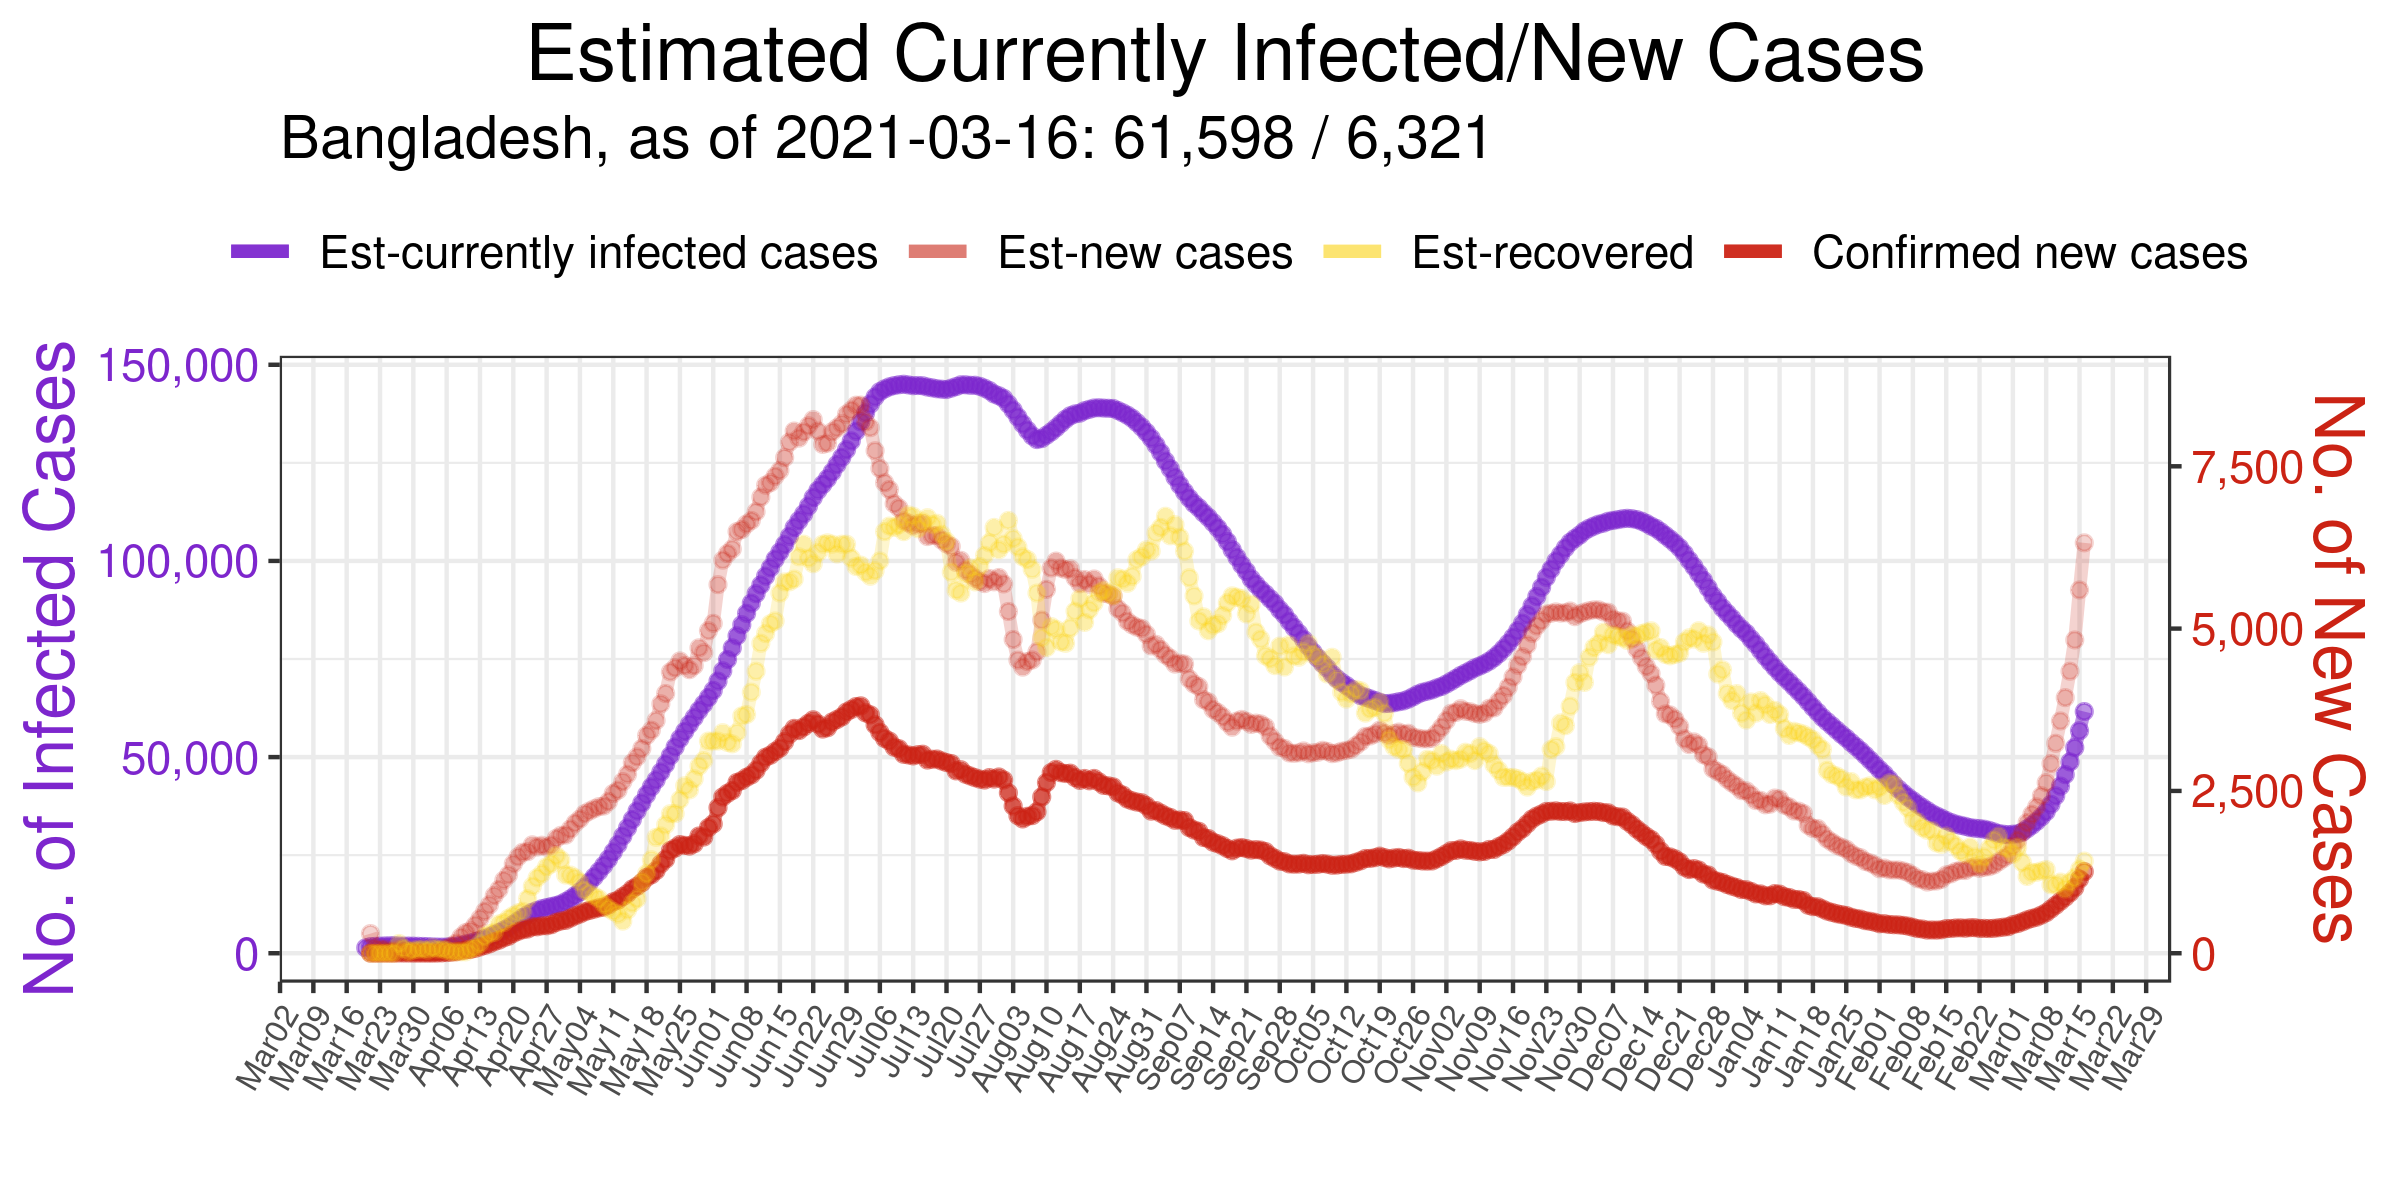 Estimated Currently Infected/New Cases
Bangladesh, as of 2021-03-16: 61,598 / 6,321
Est-currently infected cases Est-new cases Est-recovered Confirmed new cases
No. of Infected Cases
150,000
100,000
50,000
0
7,500
5,000
2,500
0
No. of New Cases
Mar02 Mar09 Mar16 Mar23 Mar30 Apr06 Apr13 Apr20 Apr27 May04 May11 May18 May25 Jun01 Jun08 Jun15 Jun22 Jun29 Jul06 Jul13 Jul20 Jul27 Aug03 Aug10 Aug17 Aug24 Aug31 Sep07 Sep14 Sep21 Sep28 Oct05 Oct12 Oct19 Oct26 Nov02 Nov09 Nov16 Nov23 Nov30 Dec07 Dec14 Dec21 Dec28 Jan04 Jan11 Jan18 Jan25 Feb01 Feb08 Feb15 Feb22 Mar01 Mar08 Mar15 Mar22 Mar29